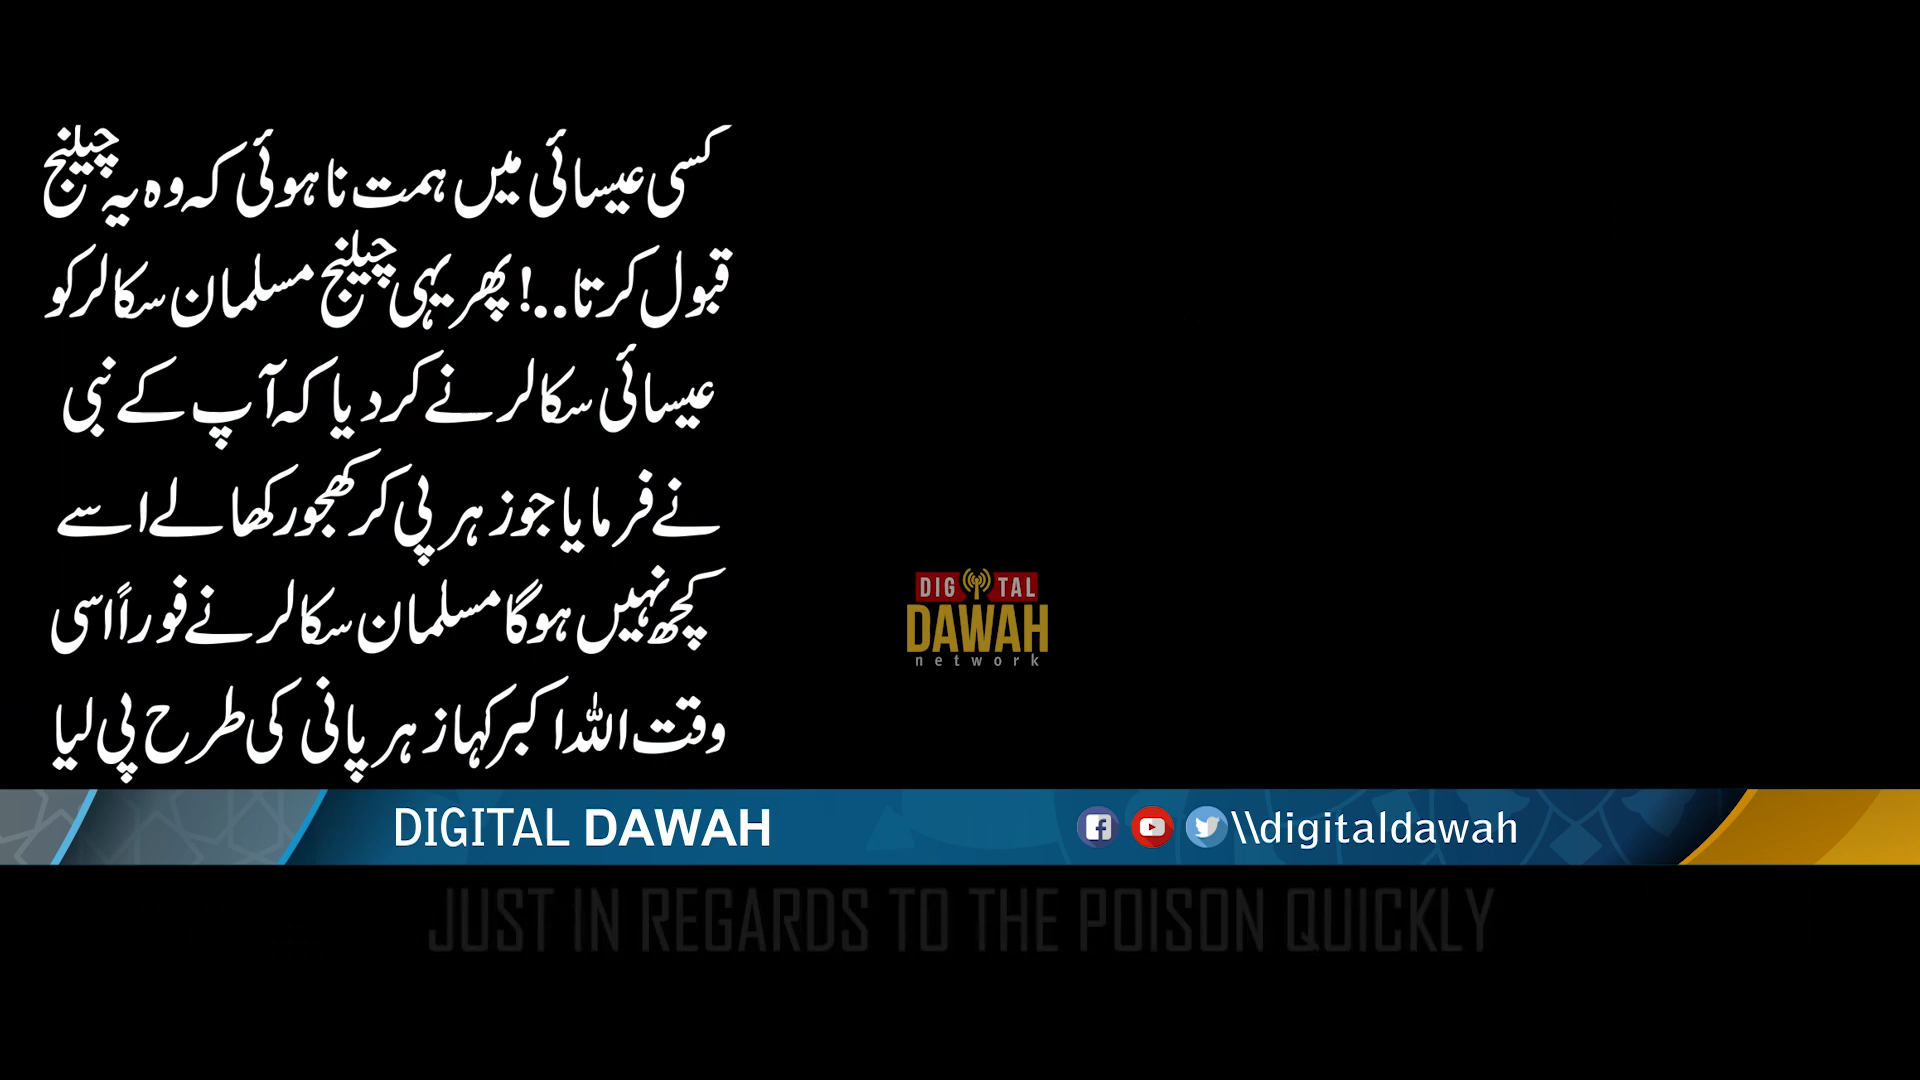 کسی عیسائی میں ہمت نا ہوئی کہ وہ یہ چیلنج
قبول کرتا..! پھر یہی چیلنج مسلمان سکالر کو
عیسائی سکالر نے کر دیا کہ آپ کے نبی
نے فرمایا جو زہر پی کر کھجور کھا لے اسے
کچھ نہیں ہوگا مسلمان سکالر نے فوراً اسی
وقت اللہ اکبر کہا زہر پانی کی طرح پی لیا
DIGITAL
DAWAH
network
DIGITAL DAWAH
\\digitaldawah
JUST IN REGARDS TO THE POISON QUICKLY